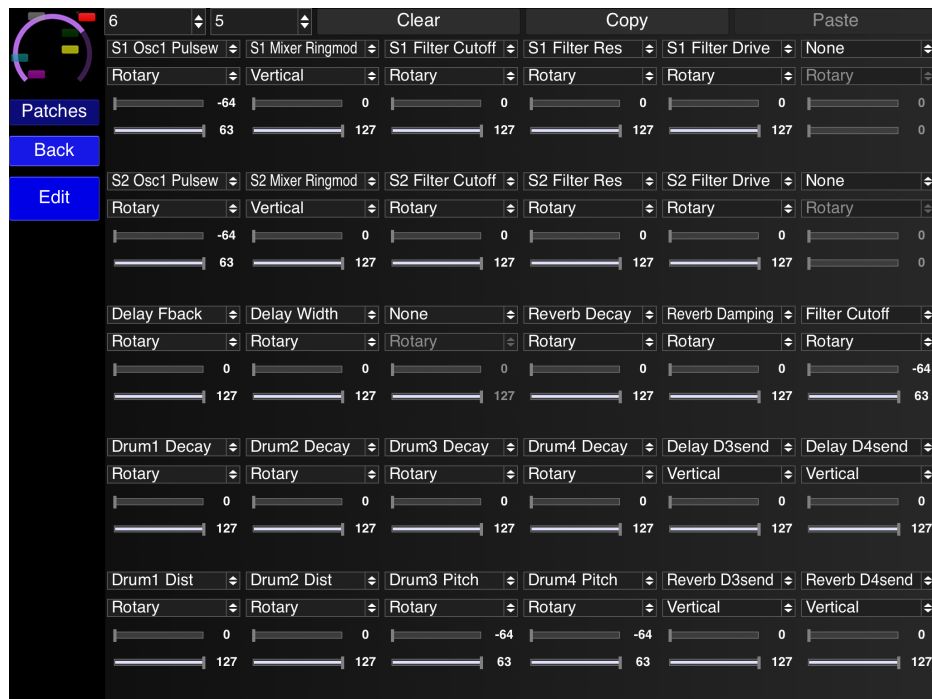 6 5 Clear Copy Paste
S1 Osc1 Pulsew S1 Mixer Ringmod S1 Filter Cutoff S1 Filter Res S1 Filter Drive None
Rotary Vertical Rotary Rotary Rotary Rotary
-64 0 0 0 0 0
63 127 127 127 127 0
Patches
Back
Edit
S2 Osc1 Pulsew S2 Mixer Ringmod S2 Filter Cutoff S2 Filter Res S2 Filter Drive None
Rotary Vertical Rotary Rotary Rotary Rotary
-64 0 0 0 0 0
63 127 127 127 127 0
Delay Fback Delay Width None Reverb Decay Reverb Damping Filter Cutoff
Rotary Rotary Rotary Rotary Rotary Rotary
0 0 0 0 0 -64
127 127 127 127 127 63
Drum1 Decay Drum2 Decay Drum3 Decay Drum4 Decay Delay D3send Delay D4send
Rotary Rotary Rotary Rotary Vertical Vertical
0 0 0 0 0 0
127 127 127 127 127 127
Drum1 Dist Drum2 Dist Drum3 Pitch Drum4 Pitch Reverb D3send Reverb D4send
Rotary Rotary Rotary Rotary Vertical Vertical
0 0 -64 -64 0 0
127 127 63 63 127 127